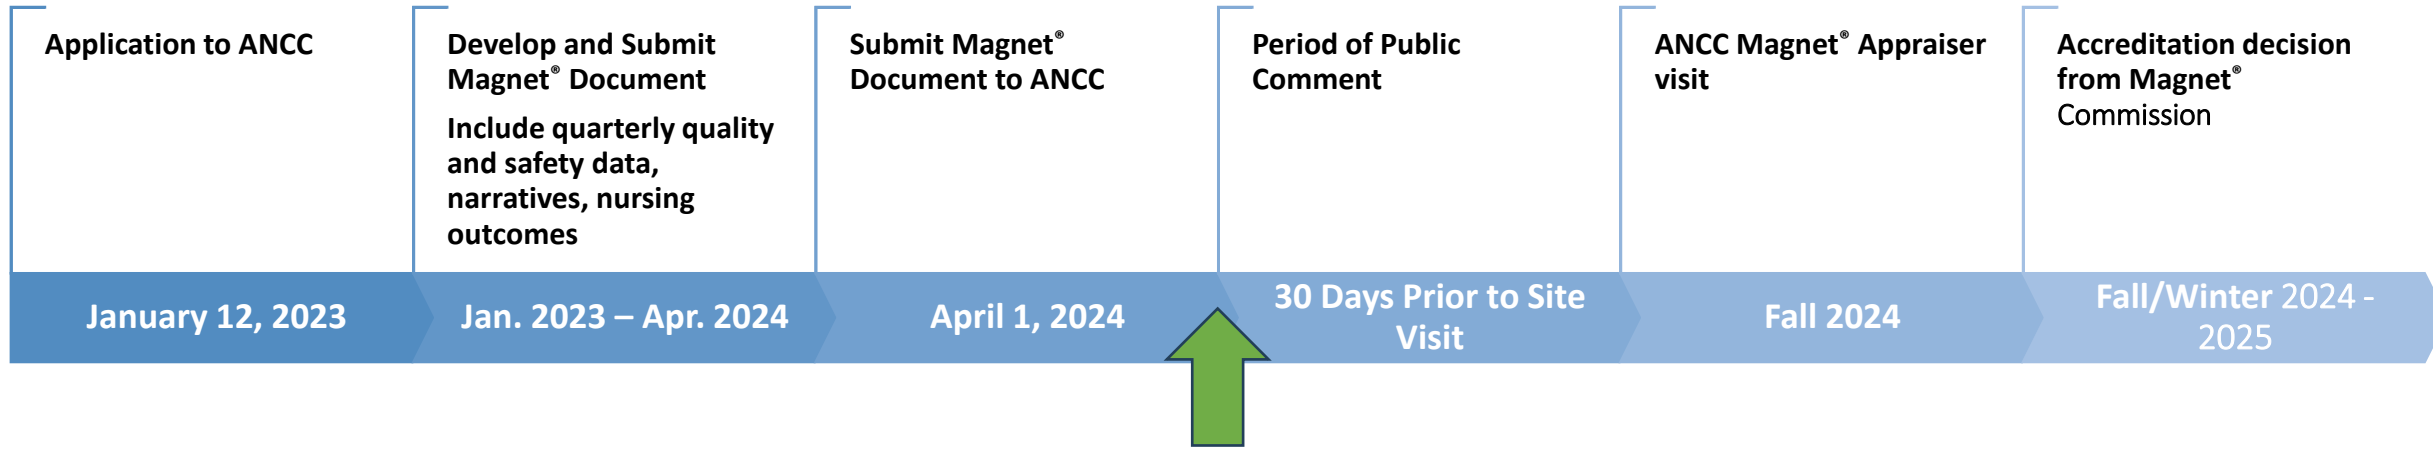 Application to ANCC
January 12, 2023
Develop and Submit
Magnet® Document
Include quarterly quality
and safety data,
narratives, nursing
outcomes
Jan. 2023 – Apr. 2024
Submit Magnet®
Document to ANCC
April 1, 2024
Period of Public
Comment
30 Days Prior to Site
Visit
ANCC Magnet® Appraiser
visit
Fall 2024
Accreditation decision
from Magnet®
Commission
Fall/Winter 2024 -
2025